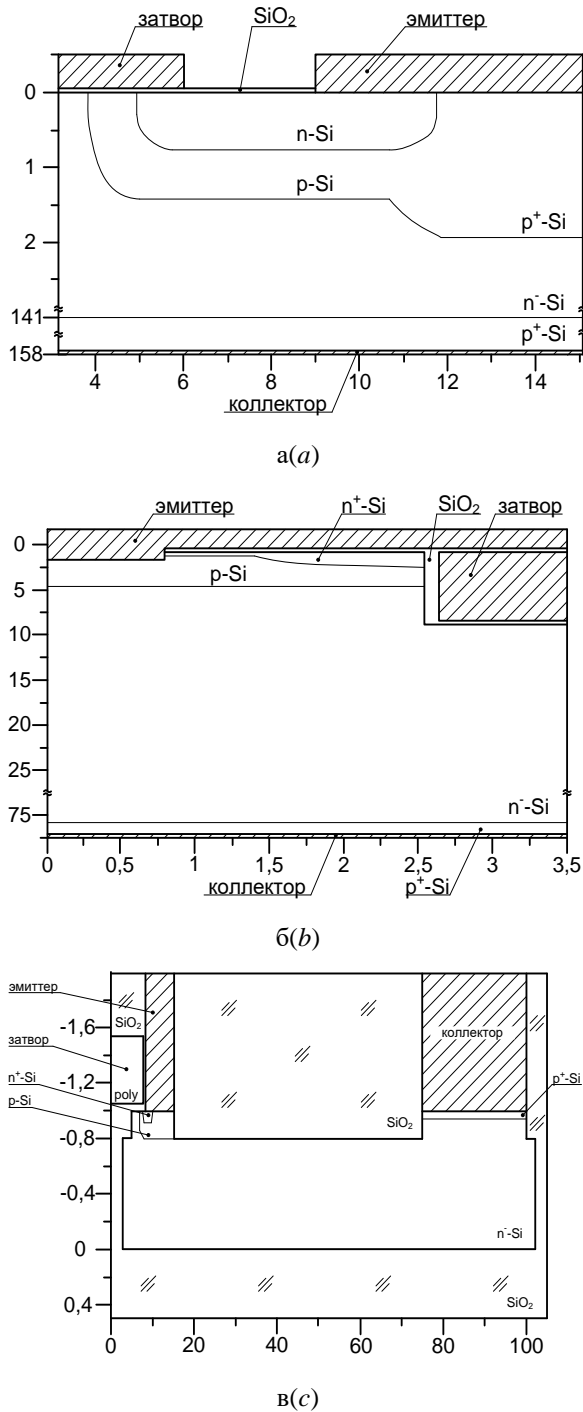 затвор SiO₂ эмиттер
0
n-Si
1
p-Si
p⁺-Si
2
n⁻-Si
141
p⁺-Si
158
4 6 8 10 12 14
коллектор
а(a)
эмиттер n⁺-Si SiO₂ затвор
0
p-Si
5
10
15
20
25
n⁻-Si
75
0 0,5 1 1,5 2 2,5 3 3,5
коллектор p⁺-Si
б(b)
эмиттер
SiO₂
-1,6
коллектор
затвор
-1,2
p⁺-Si
n⁺-Si
poly
p-Si
SiO₂
-0,8
-0,4
n⁻-Si
0
0,4
SiO₂
0 20 40 60 80 100
в(c)